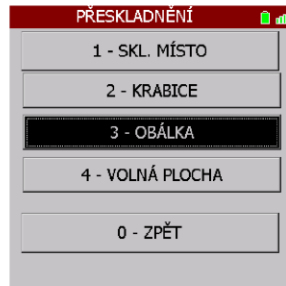 PŘESKLADNĚNÍ
1 - SKL. MÍSTO
2 - KRABICE
3 - OBÁLKA
4 - VOLNÁ PLOCHA
0 - ZPĚT